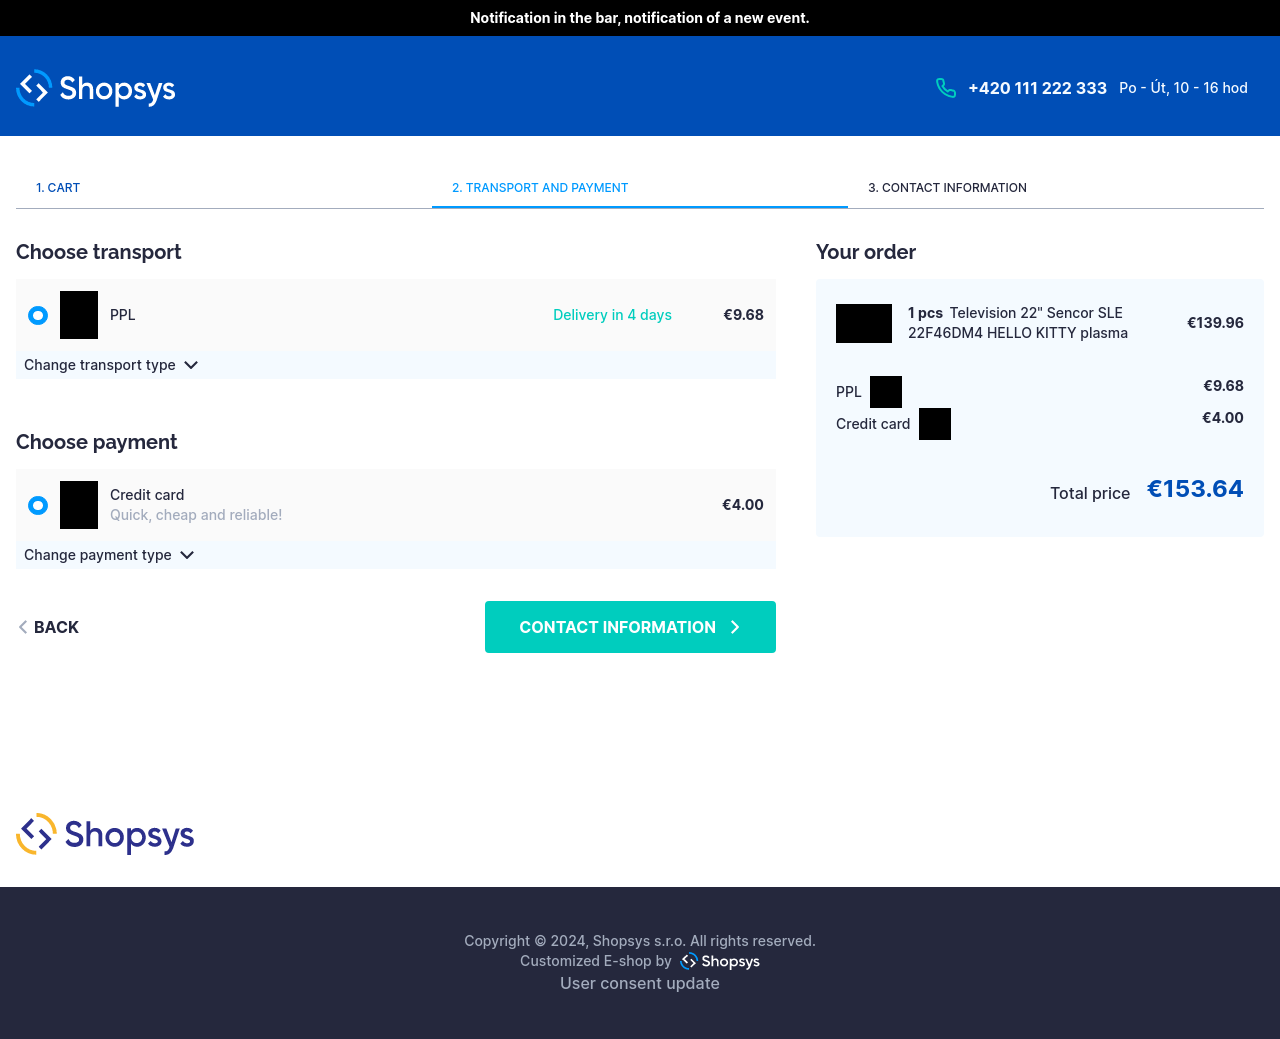 Notification in the bar, notification of a new event.
Shopsys
+420 111 222 333 Po - Út, 10 - 16 hod
1. CART
2. TRANSPORT AND PAYMENT
3. CONTACT INFORMATION
Choose transport
PPL
Delivery in 4 days
€9.68
Change transport type
Choose payment
Credit card
Quick, cheap and reliable!
€4.00
Change payment type
BACK
CONTACT INFORMATION
Your order
1 pcs Television 22" Sencor SLE
22F46DM4 HELLO KITTY plasma
€139.96
PPL
€9.68
Credit card
€4.00
Total price €153.64
Shopsys
Copyright © 2024, Shopsys s.r.o. All rights reserved.
Customized E-shop by Shopsys
User consent update